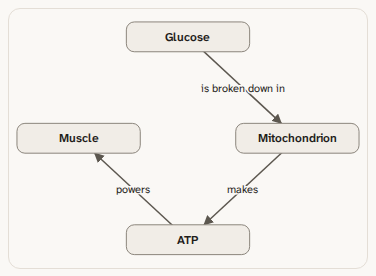 Glucose
is broken down in
Muscle
Mitochondrion
powers
makes
ATP